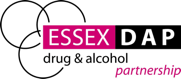 ESSEX DAP
drug & alcohol
partnership